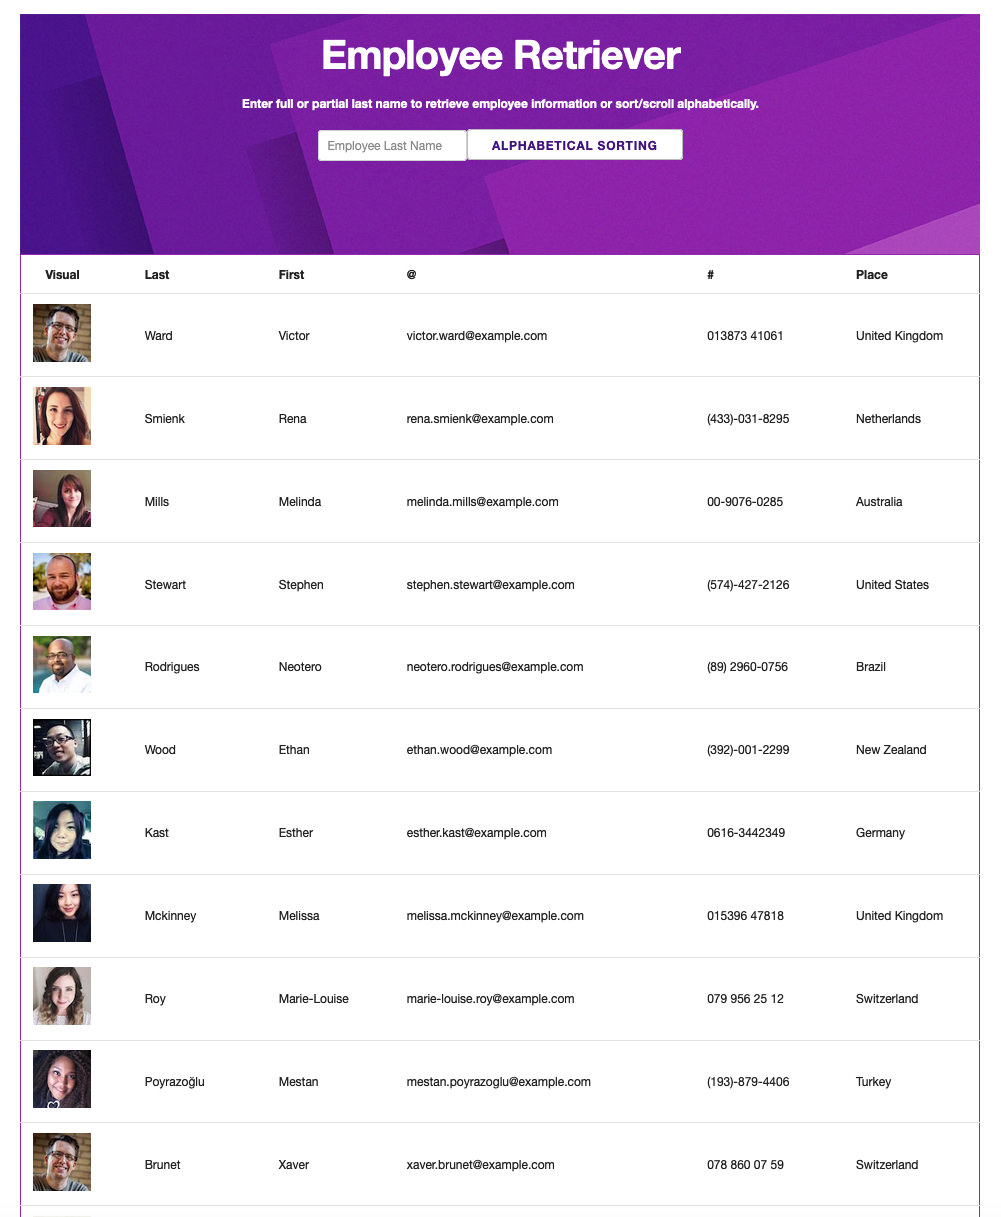 Employee Retriever
Enter full or partial last name to retrieve employee information or sort/scroll alphabetically.
Employee Last Name ALPHABETICAL SORTING
Visual Last First @ # Place
Ward Victor victor.ward@example.com 013873 41061 United Kingdom
Smienk Rena rena.smienk@example.com (433)-031-8295 Netherlands
Mills Melinda melinda.mills@example.com 00-9076-0285 Australia
Stewart Stephen stephen.stewart@example.com (574)-427-2126 United States
Rodrigues Neotero neotero.rodrigues@example.com (89) 2960-0756 Brazil
Wood Ethan ethan.wood@example.com (392)-001-2299 New Zealand
Kast Esther esther.kast@example.com 0616-3442349 Germany
Mckinney Melissa melissa.mckinney@example.com 015396 47818 United Kingdom
Roy Marie-Louise marie-louise.roy@example.com 079 956 25 12 Switzerland
Poyrazoğlu Mestan mestan.poyrazoglu@example.com (193)-879-4406 Turkey
Brunet Xaver xaver.brunet@example.com 078 860 07 59 Switzerland